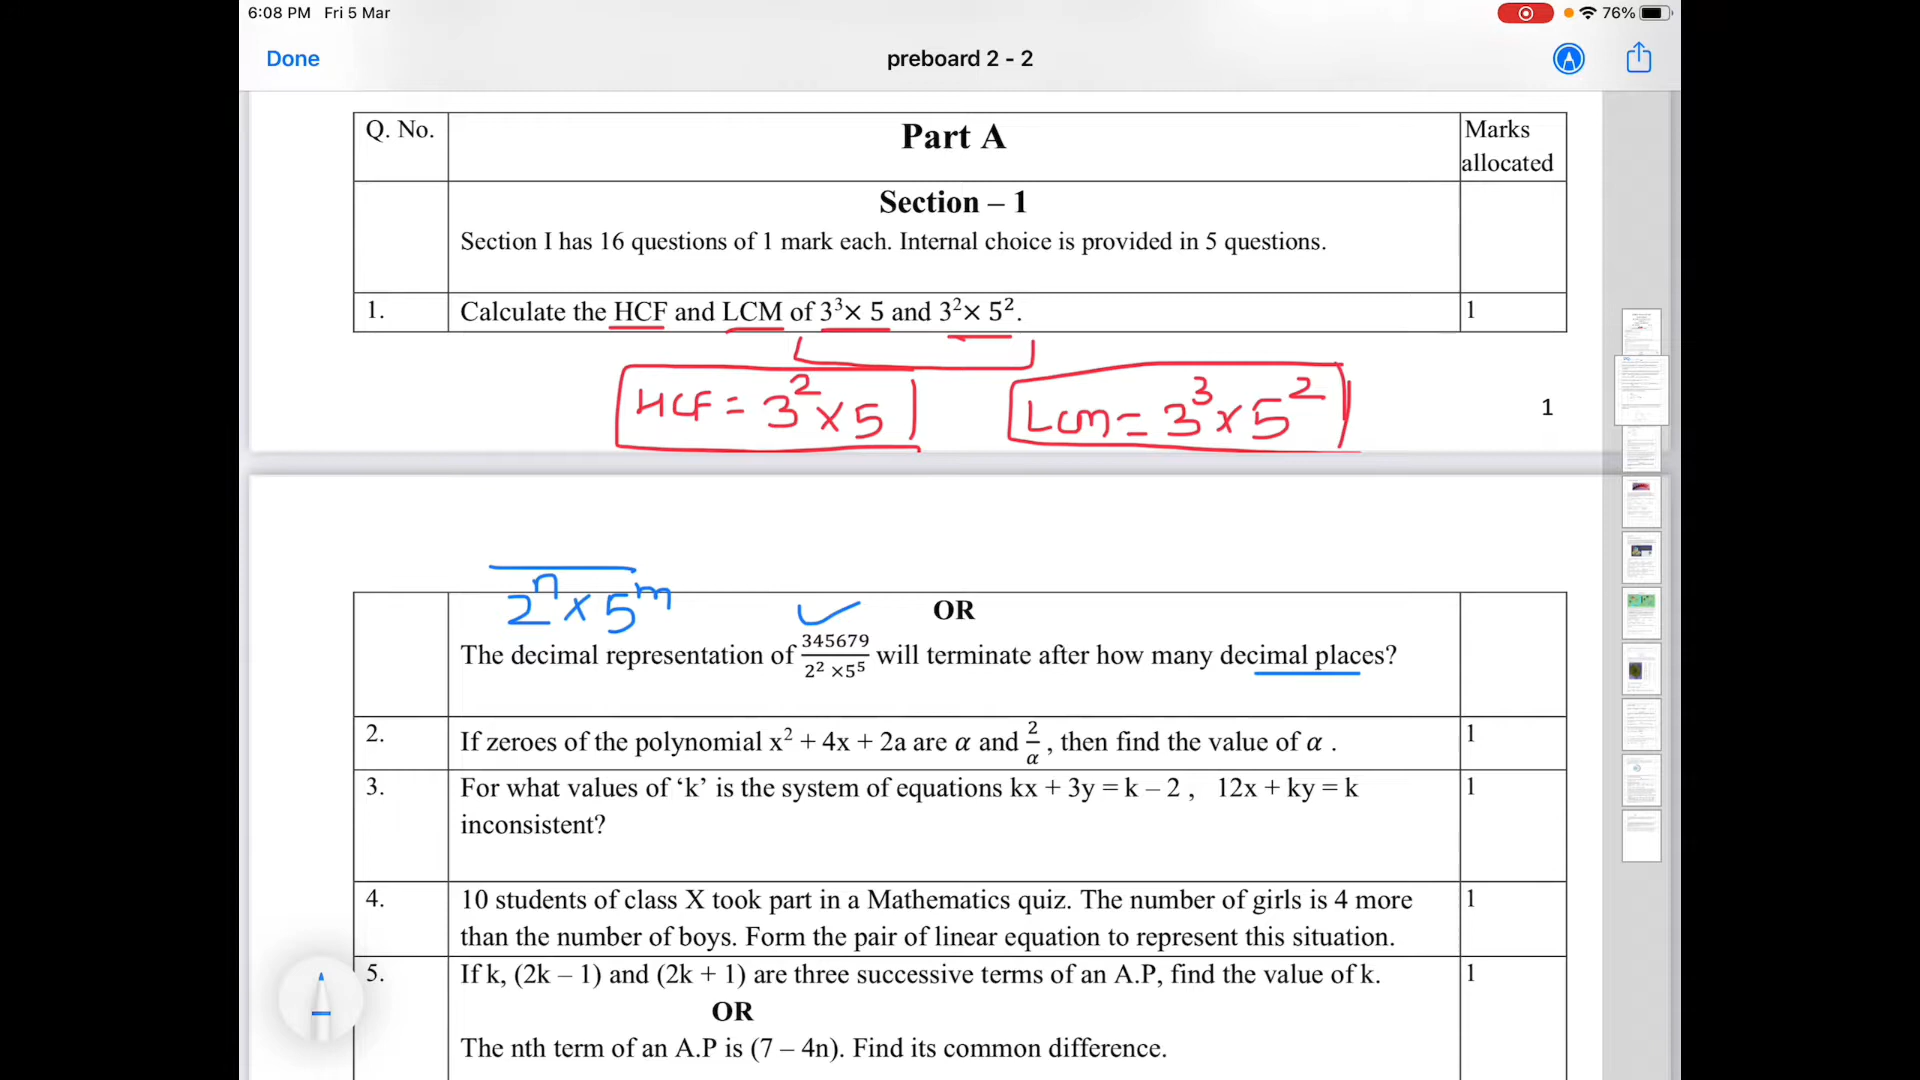 6:08 PM Fri 5 Mar 76%
Done preboard 2 - 2
Q. No. Part A Marks allocated
Section – 1
Section I has 16 questions of 1 mark each. Internal choice is provided in 5 questions.
1. Calculate the HCF and LCM of 3³× 5 and 3²× 5². 1
HCF = 3² × 5 LCM = 3³ × 5²
1
2ⁿ × 5ᵐ
OR
The decimal representation of 345679/2² ×5⁵ will terminate after how many decimal places?
2. If zeroes of the polynomial x² + 4x + 2a are α and 2/α , then find the value of α . 1
3. For what values of ‘k’ is the system of equations kx + 3y = k – 2 , 12x + ky = k 1
inconsistent?
4. 10 students of class X took part in a Mathematics quiz. The number of girls is 4 more 1
than the number of boys. Form the pair of linear equation to represent this situation.
5. If k, (2k – 1) and (2k + 1) are three successive terms of an A.P, find the value of k. 1
OR
The nth term of an A.P is (7 – 4n). Find its common difference.